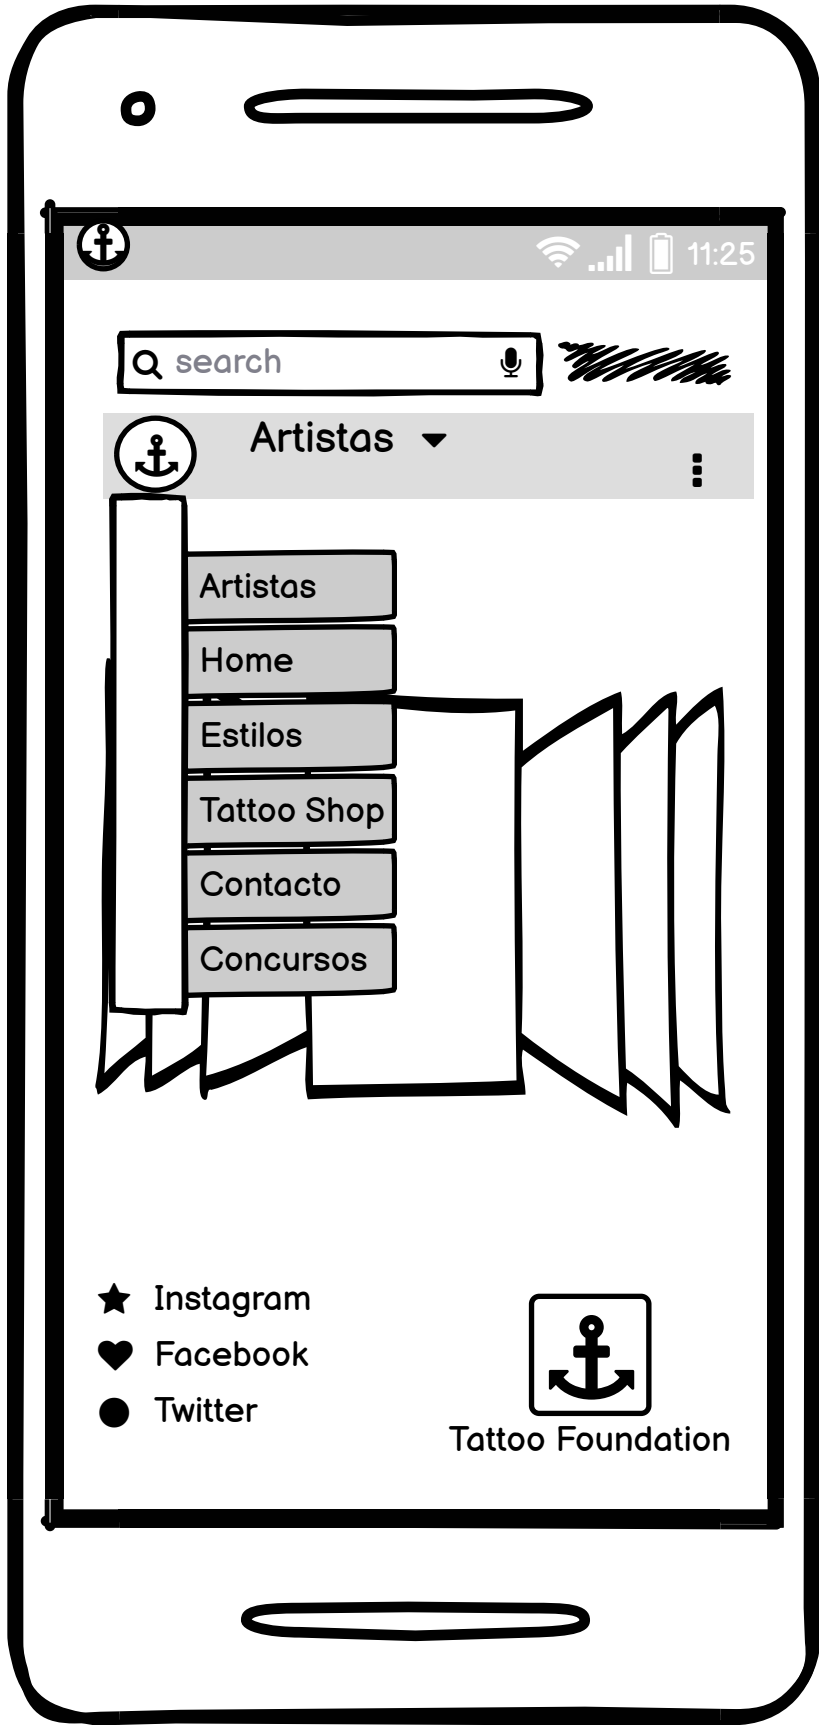 11:25
search
Artistas
Artistas
Home
Estilos
Tattoo Shop
Contacto
Concursos
Instagram
Facebook
Twitter
Tattoo Foundation